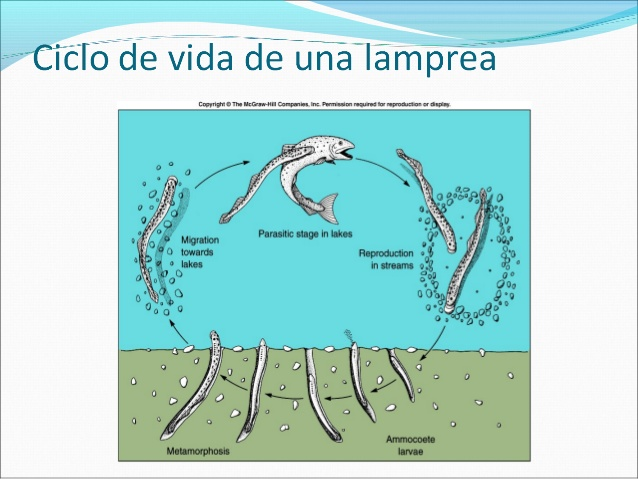 Ciclo de vida de una lamprea
Copyright © The McGraw-Hill Companies, Inc. Permission required for reproduction or display.
Parasitic stage in lakes
Migration
towards
lakes
Reproduction
in streams
Ammocoete
larvae
Metamorphosis